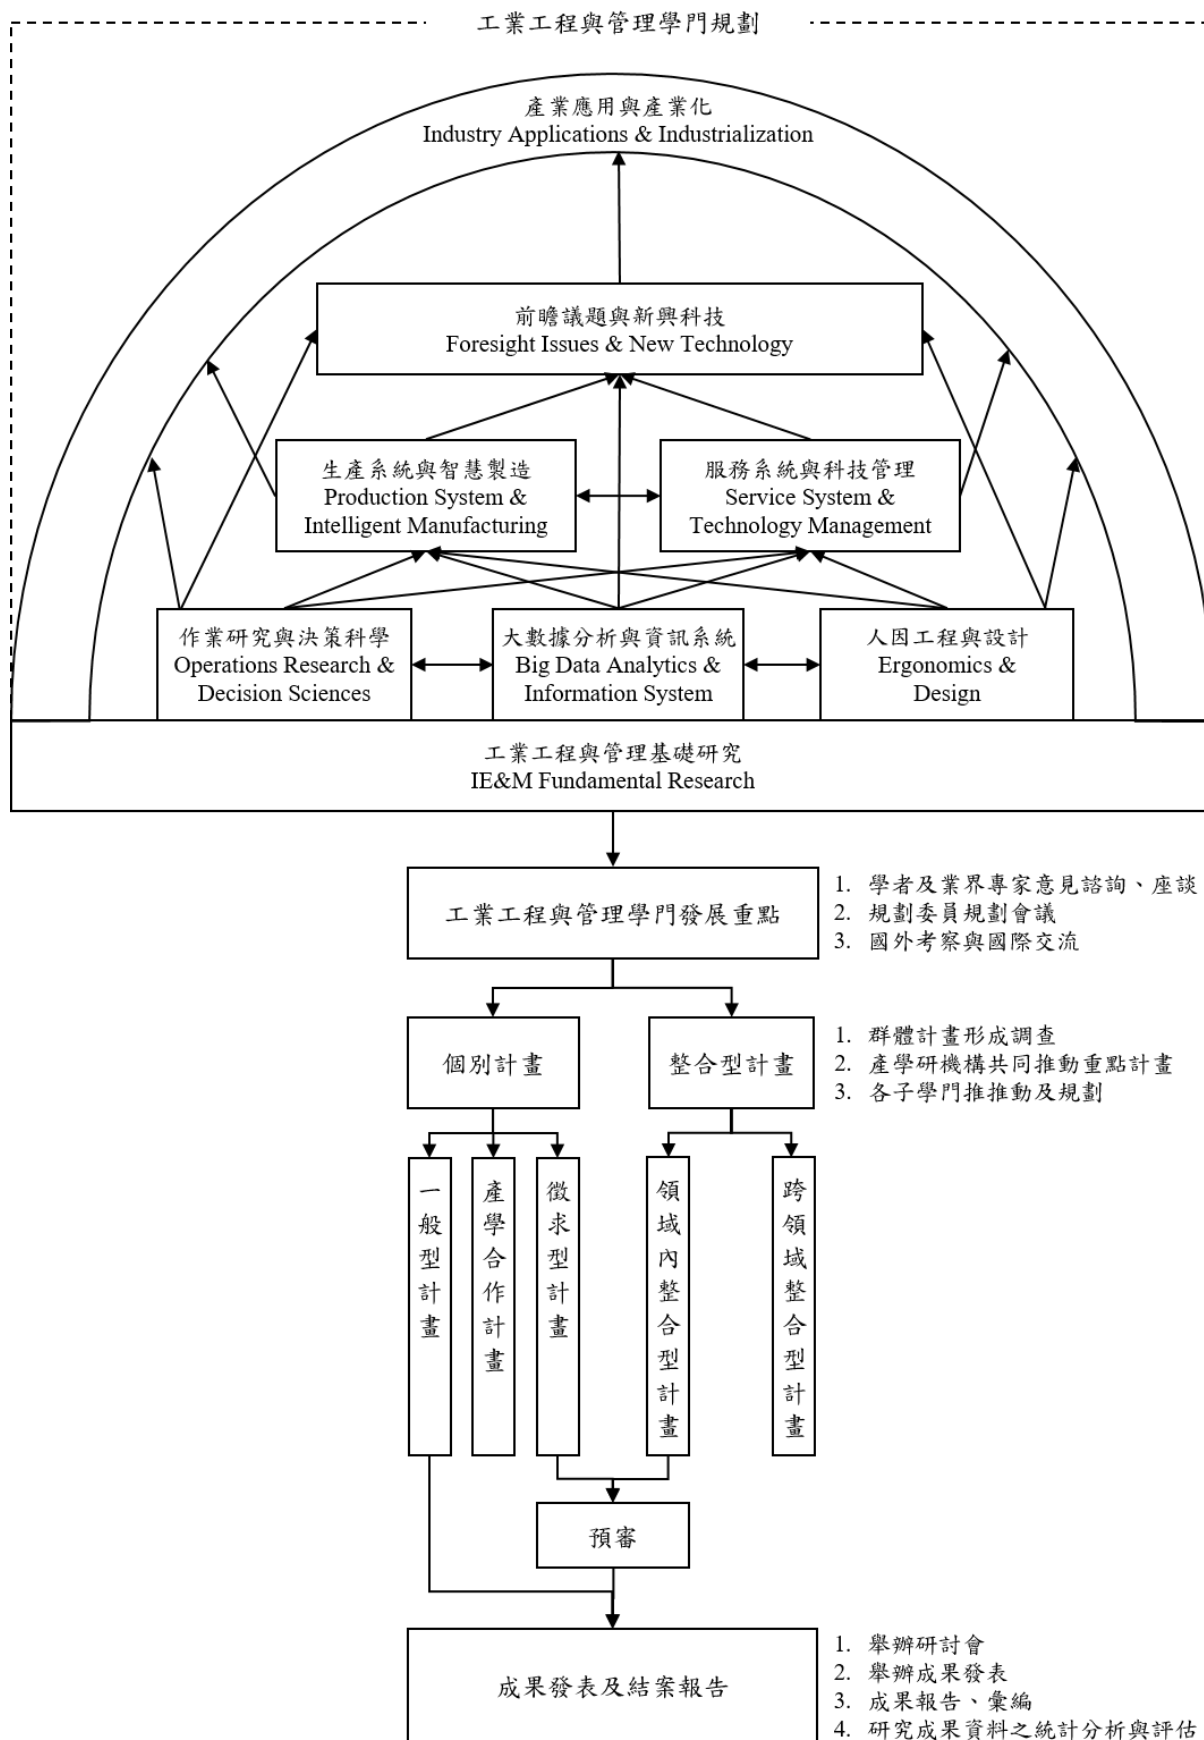 工業工程與管理學門規劃
產業應用與產業化
Industry Applications & Industrialization
前瞻議題與新興科技
Foresight Issues & New Technology
生產系統與智慧製造
Production System &
Intelligent Manufacturing
服務系統與科技管理
Service System &
Technology Management
作業研究與決策科學
Operations Research &
Decision Sciences
大數據分析與資訊系統
Big Data Analytics &
Information System
人因工程與設計
Ergonomics &
Design
工業工程與管理基礎研究
IE&M Fundamental Research
工業工程與管理學門發展重點
1. 學者及業界專家意見諮詢、座談
2. 規劃委員規劃會議
3. 國外考察與國際交流
個別計畫
整合型計畫
1. 群體計畫形成調查
2. 產學研機構共同推動重點計畫
3. 各子學門推推動及規劃
一般型計畫
產學合作計畫
徵求型計畫
領域內整合型計畫
跨領域整合型計畫
預審
成果發表及結案報告
1. 舉辦研討會
2. 舉辦成果發表
3. 成果報告、彙編
4. 研究成果資料之統計分析與評估